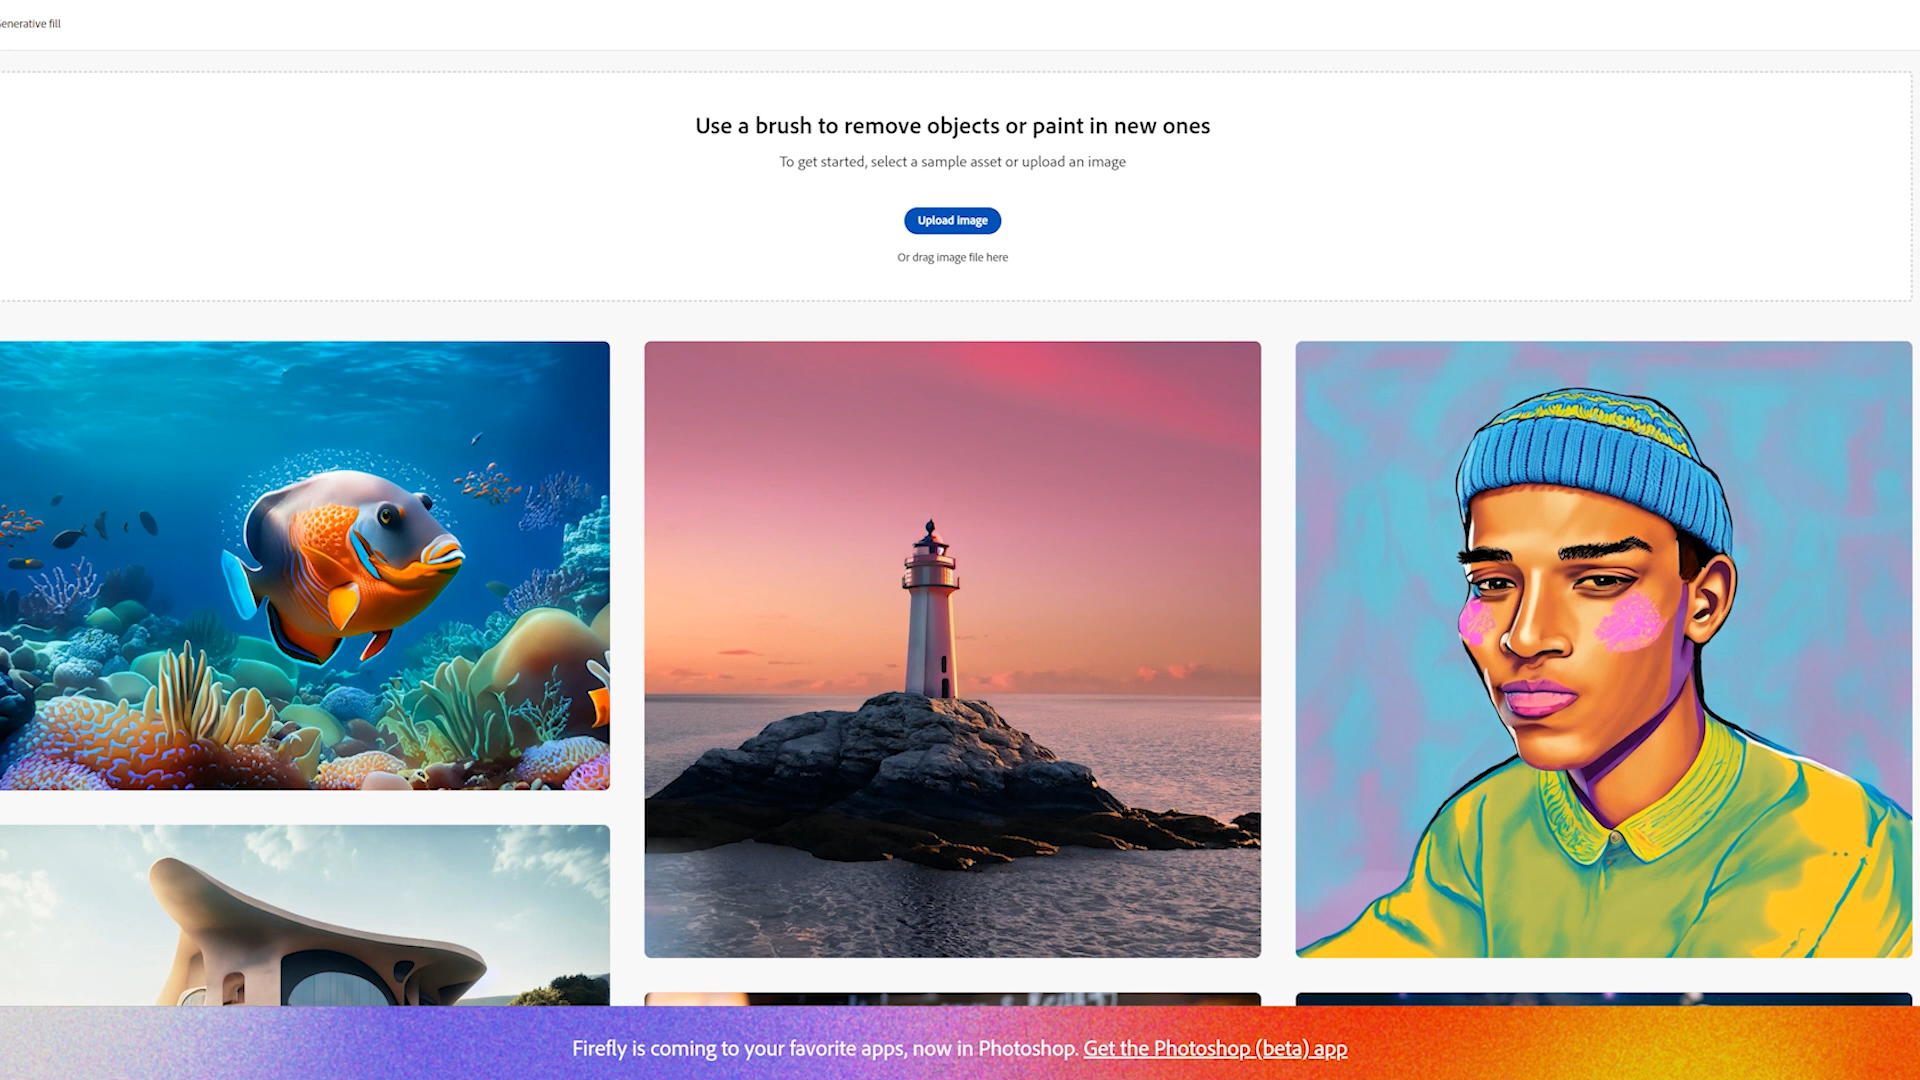 Generative fill
Use a brush to remove objects or paint in new ones
To get started, select a sample asset or upload an image
Upload image
Or drag image file here
Firefly is coming to your favorite apps, now in Photoshop. Get the Photoshop (beta) app